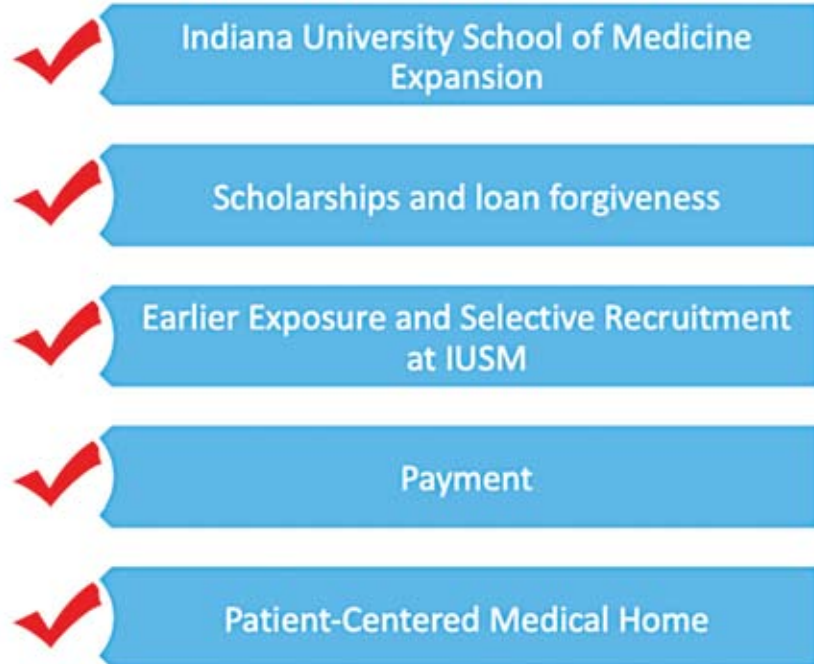 Indiana University School of Medicine
Expansion
Scholarships and loan forgiveness
Earlier Exposure and Selective Recruitment
at IUSM
Payment
Patient-Centered Medical Home